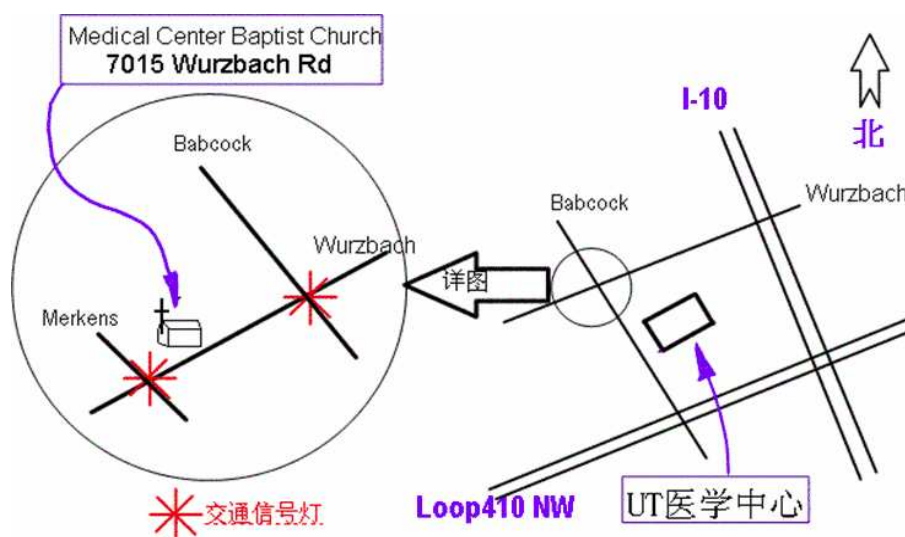 Medical Center Baptist Church
7015 Wurzbach Rd
I-10
北
Babcock
Wurzbach
Babcock
Wurzbach
详图
Merkens
交通信号灯
Loop410 NW
UT医学中心